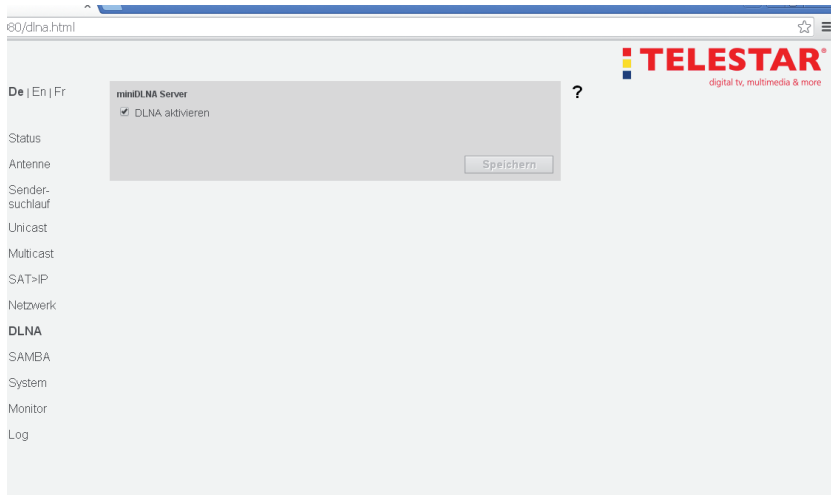 80/dlna.html
TELESTAR®
digital tv, multimedia & more
De | En | Fr
miniDLNA Server
?
DLNA aktivieren
Speichern
Status
Antenne
Sender-
suchlauf
Unicast
Multicast
SAT>IP
Netzwerk
DLNA
SAMBA
System
Monitor
Log